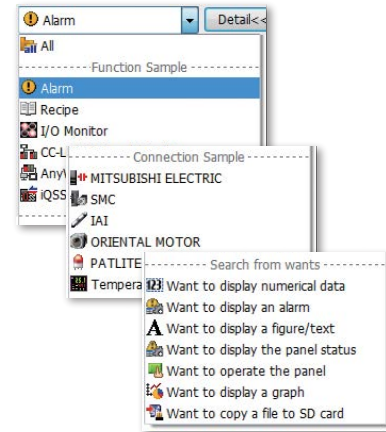 Alarm
Detail<<
All
Function Sample
Alarm
Recipe
I/O Monitor
CC-L
Any
iQSS
Connection Sample
MITSUBISHI ELECTRIC
SMC
IAI
ORIENTAL MOTOR
PATLITE
Tempera
Search from wants
123 Want to display numerical data
Want to display an alarm
A Want to display a figure/text
Want to display the panel status
Want to operate the panel
Want to display a graph
Want to copy a file to SD card